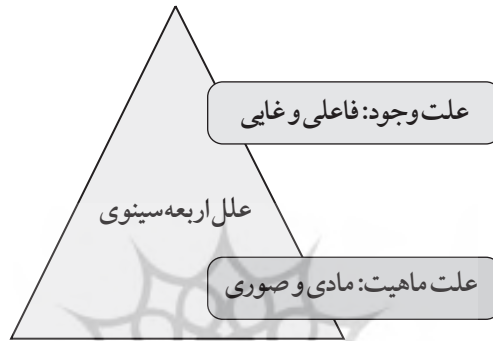 علت وجود: فاعلی و غایی
علل اربعه سینوی
علت ماهیت: مادی و صوری